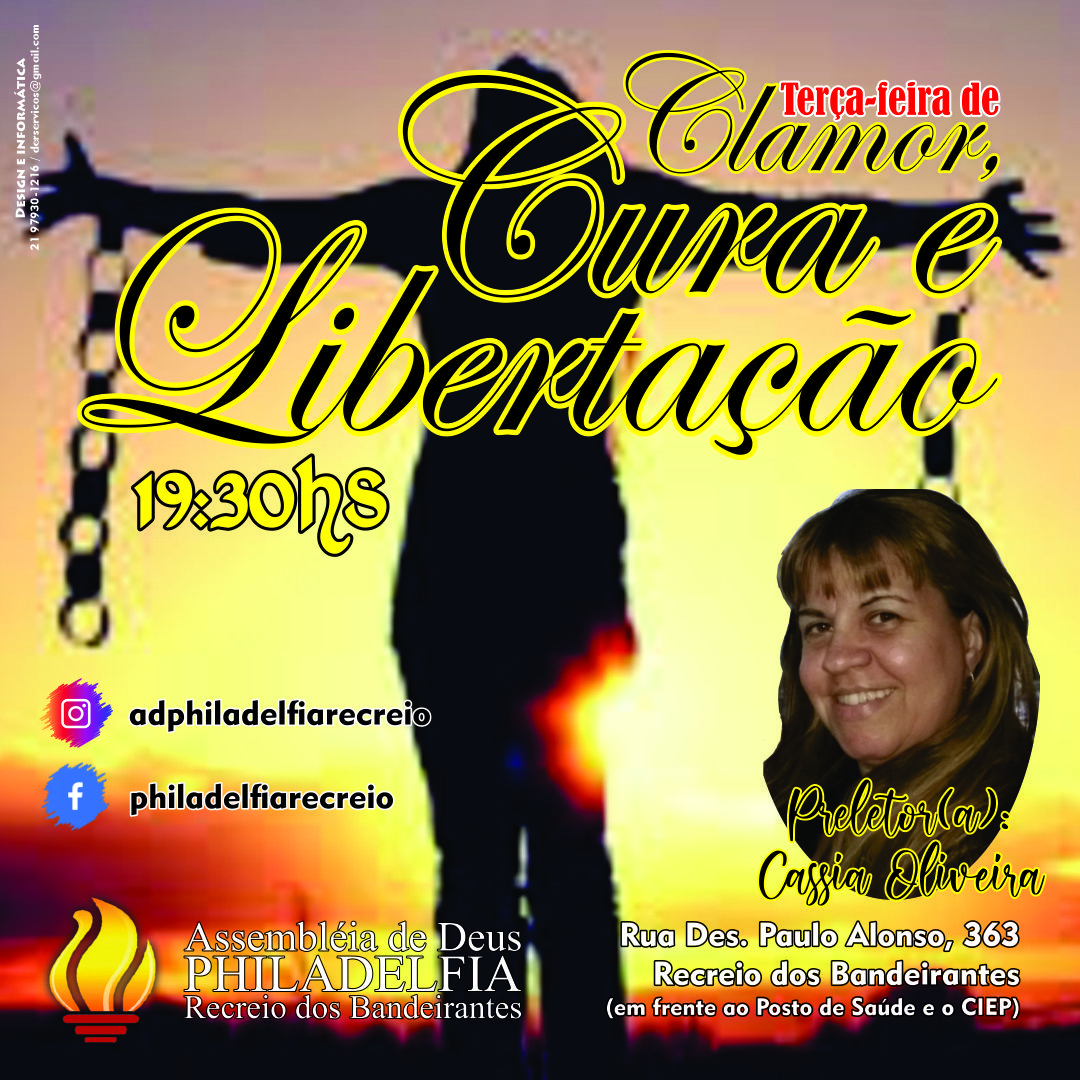 DESIGN E INFORMÁTICA
21 97930-1216 / derservicos@gmail.com
Terça-feira de
Clamor,
Cura e
Libertação
19:30hs
adphiladelfiarecreio
philadelfiarecreio
Preletor(a):
Cassia Oliveira
Assembléia de Deus
PHILADELFIA
Recreio dos Bandeirantes
Rua Des. Paulo Alonso, 363
Recreio dos Bandeirantes
(em frente ao Posto de Saúde e o CIEP)